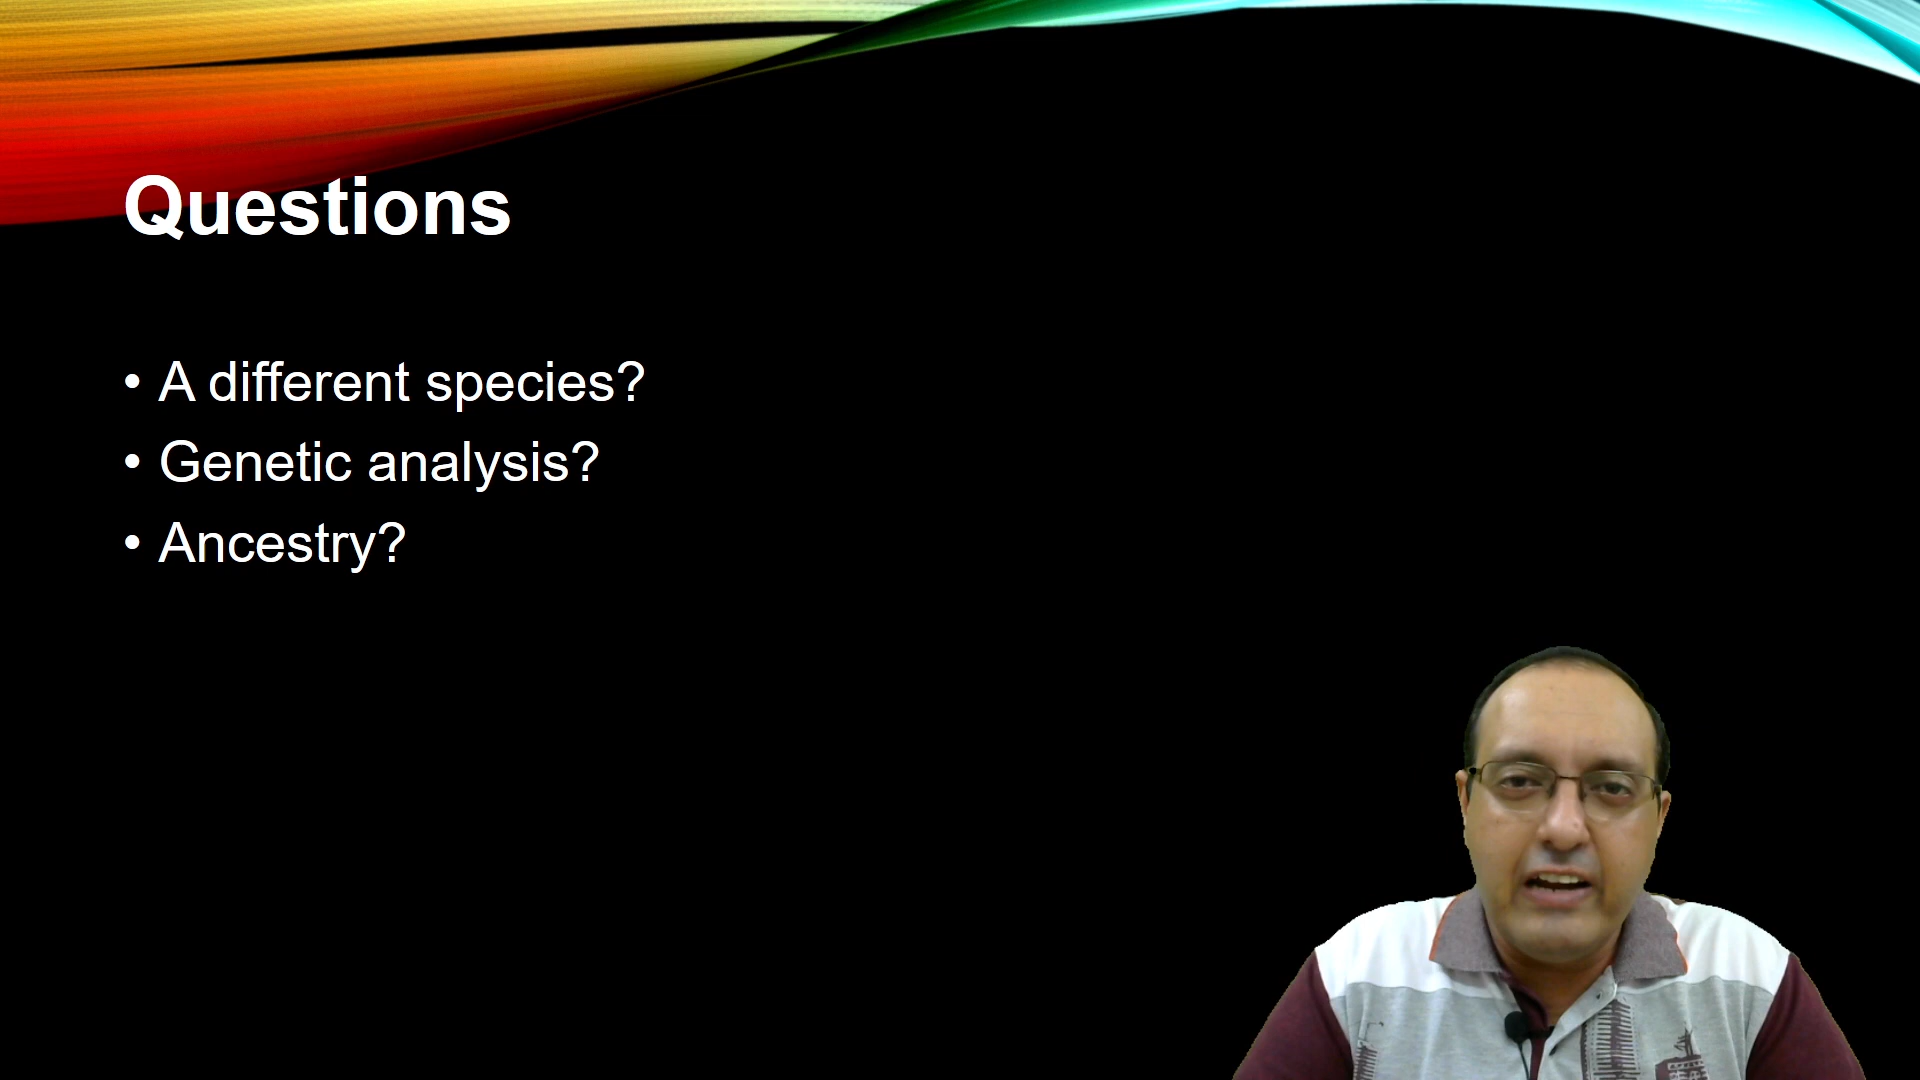 Questions
• A different species?
• Genetic analysis?
• Ancestry?